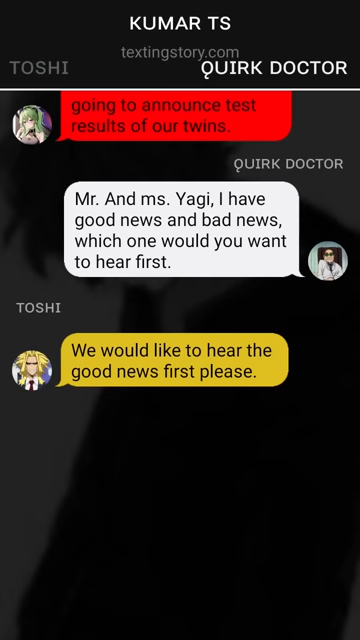 KUMAR TS
textingstory.com
TOSHI
QUIRK DOCTOR
going to announce test
results of our twins.
QUIRK DOCTOR
Mr. And ms. Yagi, I have
good news and bad news,
which one would you want
to hear first.
TOSHI
We would like to hear the
good news first please.